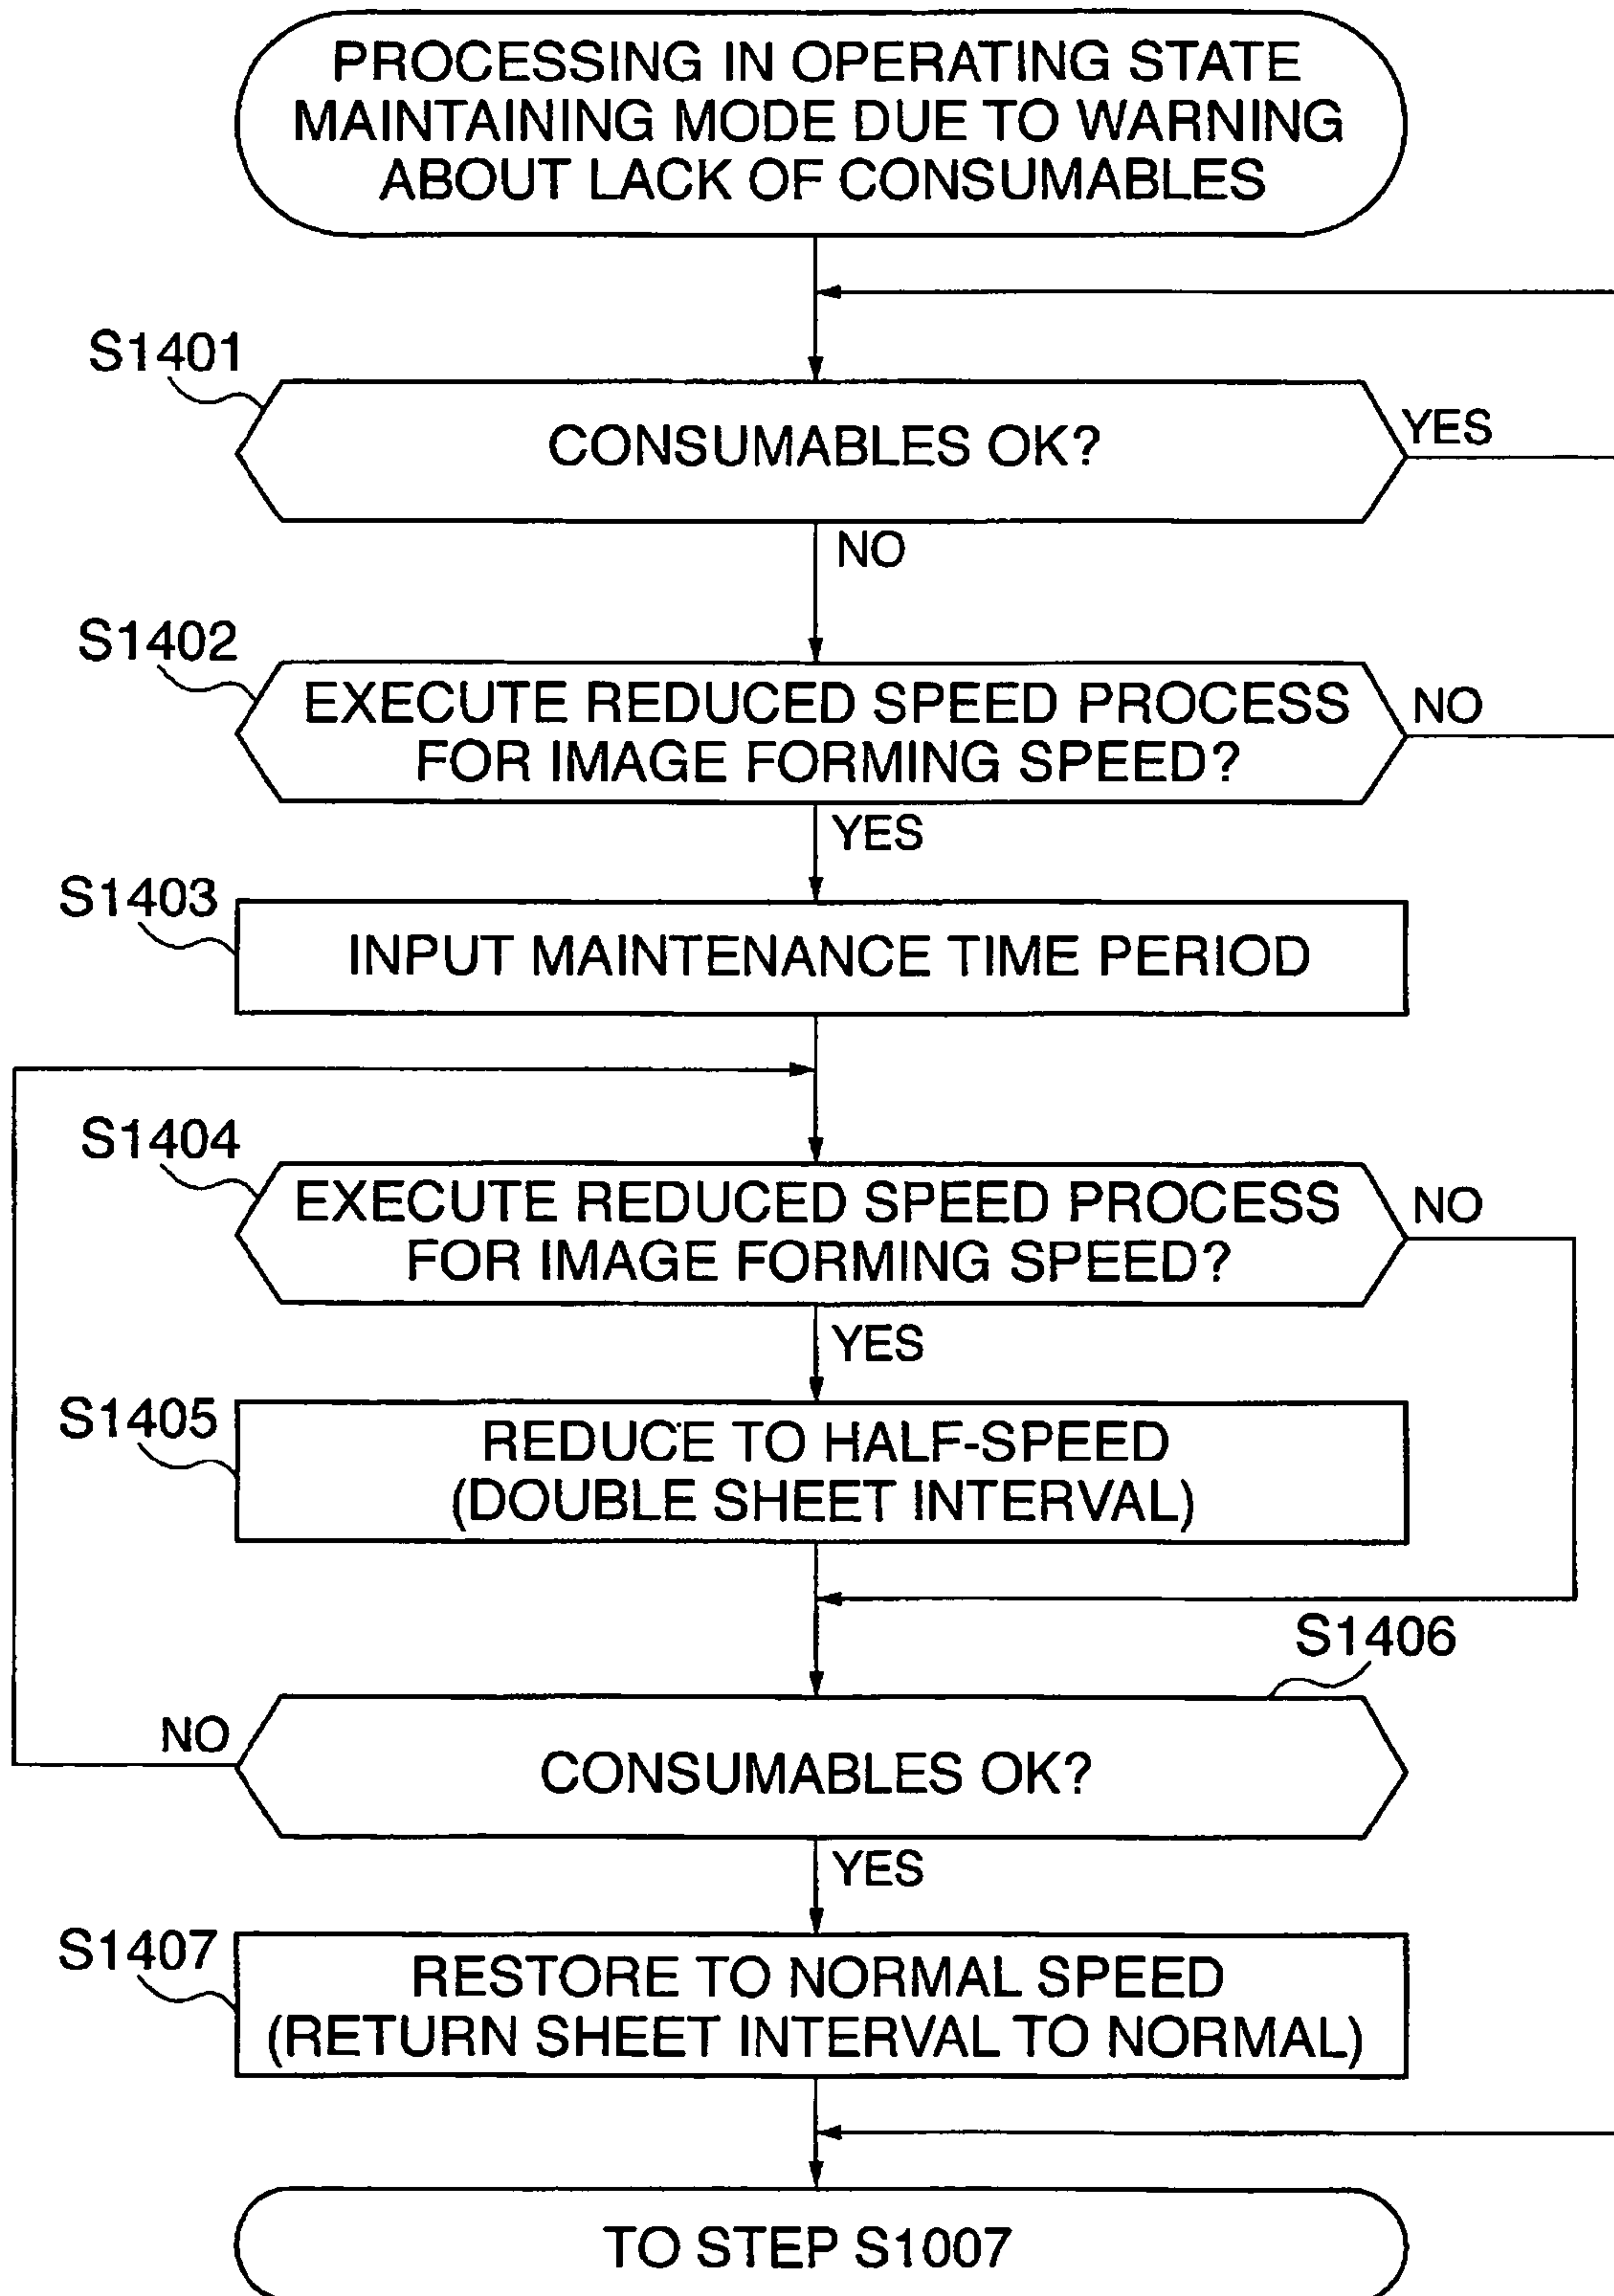 PROCESSING IN OPERATING STATE
MAINTAINING MODE DUE TO WARNING
ABOUT LACK OF CONSUMABLES
S1401
CONSUMABLES OK?
YES
NO
S1402
EXECUTE REDUCED SPEED PROCESS
FOR IMAGE FORMING SPEED?
NO
YES
S1403
INPUT MAINTENANCE TIME PERIOD
S1404
EXECUTE REDUCED SPEED PROCESS
FOR IMAGE FORMING SPEED?
NO
YES
S1405
REDUCE TO HALF-SPEED
(DOUBLE SHEET INTERVAL)
S1406
NO
CONSUMABLES OK?
YES
S1407
RESTORE TO NORMAL SPEED
(RETURN SHEET INTERVAL TO NORMAL)
TO STEP S1007